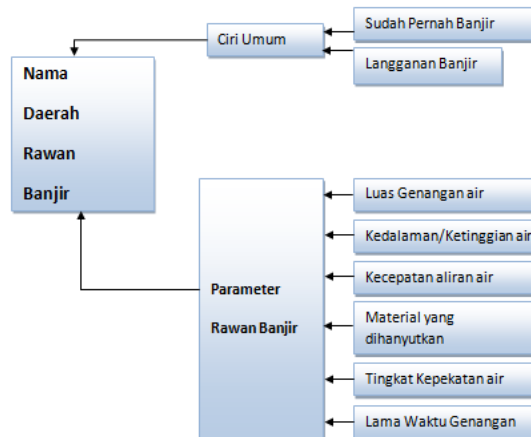 Sudah Pernah Banjir
Ciri Umum
Langganan Banjir
Nama
Daerah
Rawan
Banjir
Luas Genangan air
Kedalaman/Ketinggian air
Kecepatan aliran air
Parameter
Rawan Banjir
Material yang
dihanyutkan
Tingkat Kepekatan air
Lama Waktu Genangan